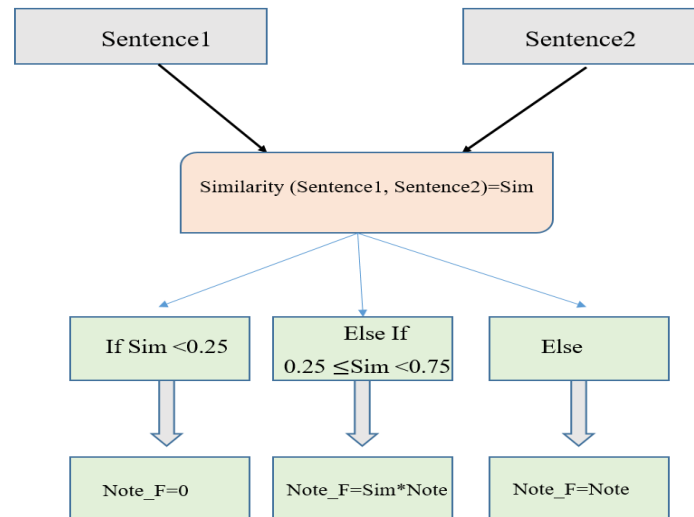 Sentence1
Sentence2
Similarity (Sentence1, Sentence2)=Sim
If Sim <0.25
Else If
0.25 ≤Sim <0.75
Else
Note_F=0
Note_F=Sim*Note
Note_F=Note